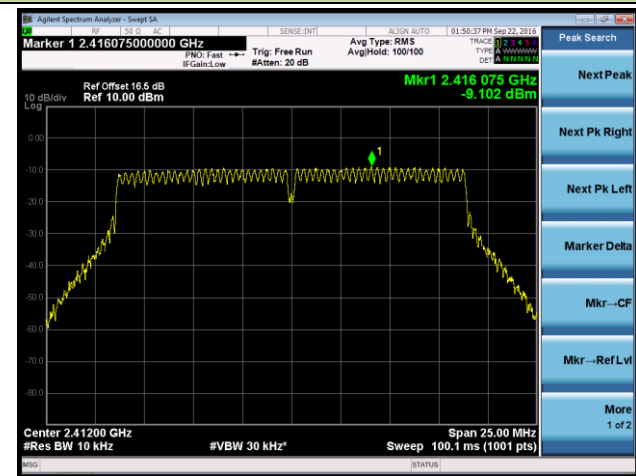 Agilent Spectrum Analyzer - Swept SA
RF 50 Ω AC SENSE:INT ALIGN AUTO 01:50:37 PM Sep 22, 2016
Marker 1 2.416075000000 GHz
PNO: Fast
IFGain:Low
Trig: Free Run
#Atten: 20 dB
Avg Type: RMS
Avg|Hold: 100/100
TRACE 1 2 3 4 5 6
TYPE A WWWWW
DET A NNNNN
Peak Search
Mkr1 2.416 075 GHz
-9.102 dBm
Ref Offset 16.5 dB
10 dB/div Ref 10.00 dBm
Log
0.00
-10.0
-20.0
-30.0
-40.0
-50.0
-60.0
-70.0
-80.0
1
Center 2.41200 GHz Span 25.00 MHz
#Res BW 10 kHz #VBW 30 kHz* Sweep 100.1 ms (1001 pts)
MSG STATUS
Next Peak
Next Pk Right
Next Pk Left
Marker Delta
Mkr→CF
Mkr→Ref Lvl
More
1 of 2